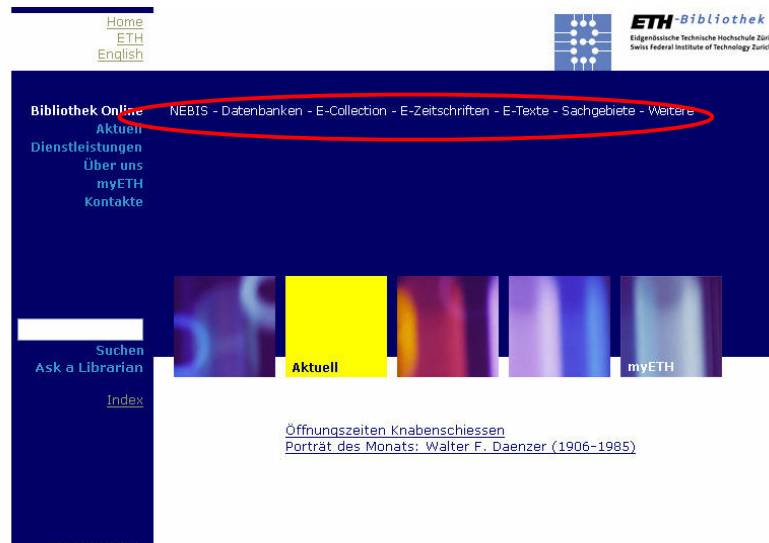 Home
ETH
English
ETH-Bibliothek
Eidgenössische Technische Hochschule Züri
Swiss Federal Institute of Technology Zurich
Bibliothek Online
NEBIS - Datenbanken - E-Collection - E-Zeitschriften - E-Texte - Sachgebiete - Weitere
Aktuell
Dienstleistungen
Über uns
myETH
Kontakte
Suchen
Ask a Librarian
Index
Aktuell
myETH
Öffnungszeiten Knabenschiessen
Porträt des Monats: Walter F. Daenzer (1906-1985)